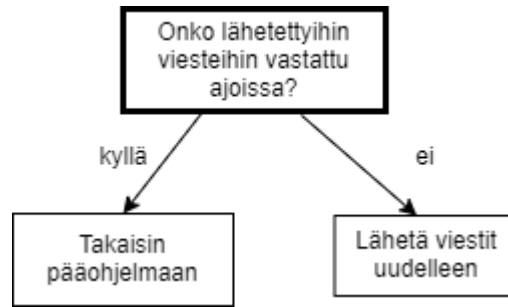 Onko lähetettyihin
viesteihin vastattu
ajoissa?
kyllä
ei
Takaisin
pääohjelmaan
Lähetä viestit
uudelleen